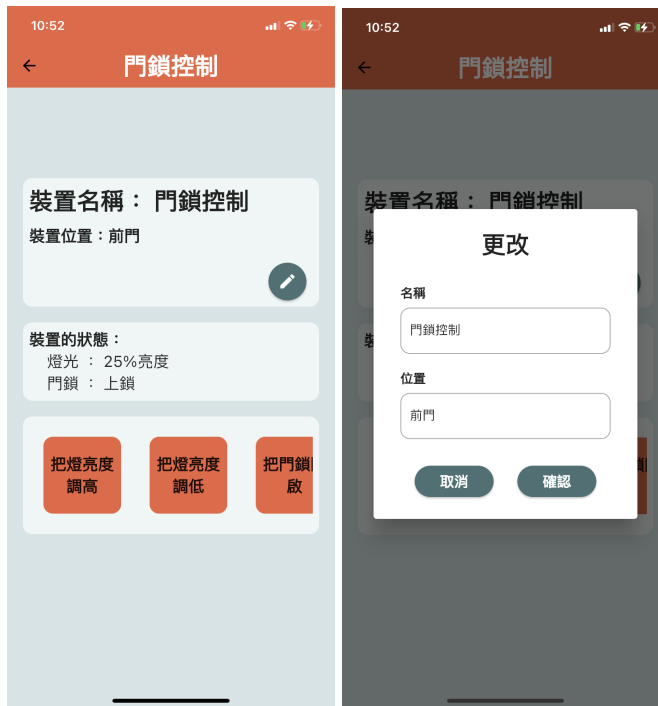 10:52
門鎖控制
裝置名稱： 門鎖控制
裝置位置：前門
裝置的狀態：
燈光 ： 25%亮度
門鎖 ： 上鎖
把燈亮度
調高
把燈亮度
調低
把門鎖
啟
10:52
門鎖控制
裝置名稱： 門鎖控制
更改
名稱
門鎖控制
位置
前門
取消
確認